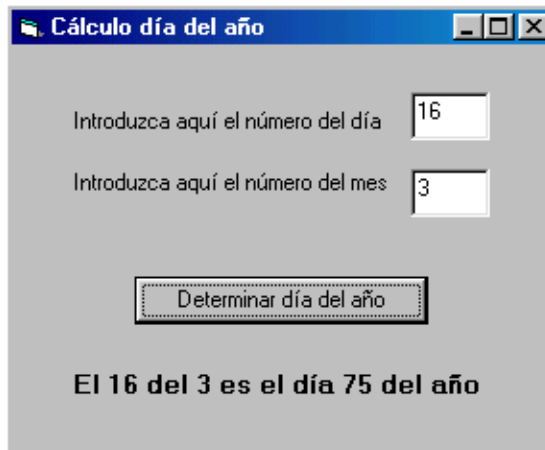 Cálculo día del año
Introduzca aquí el número del día 16
Introduzca aquí el número del mes 3
Determinar día del año
El 16 del 3 es el día 75 del año